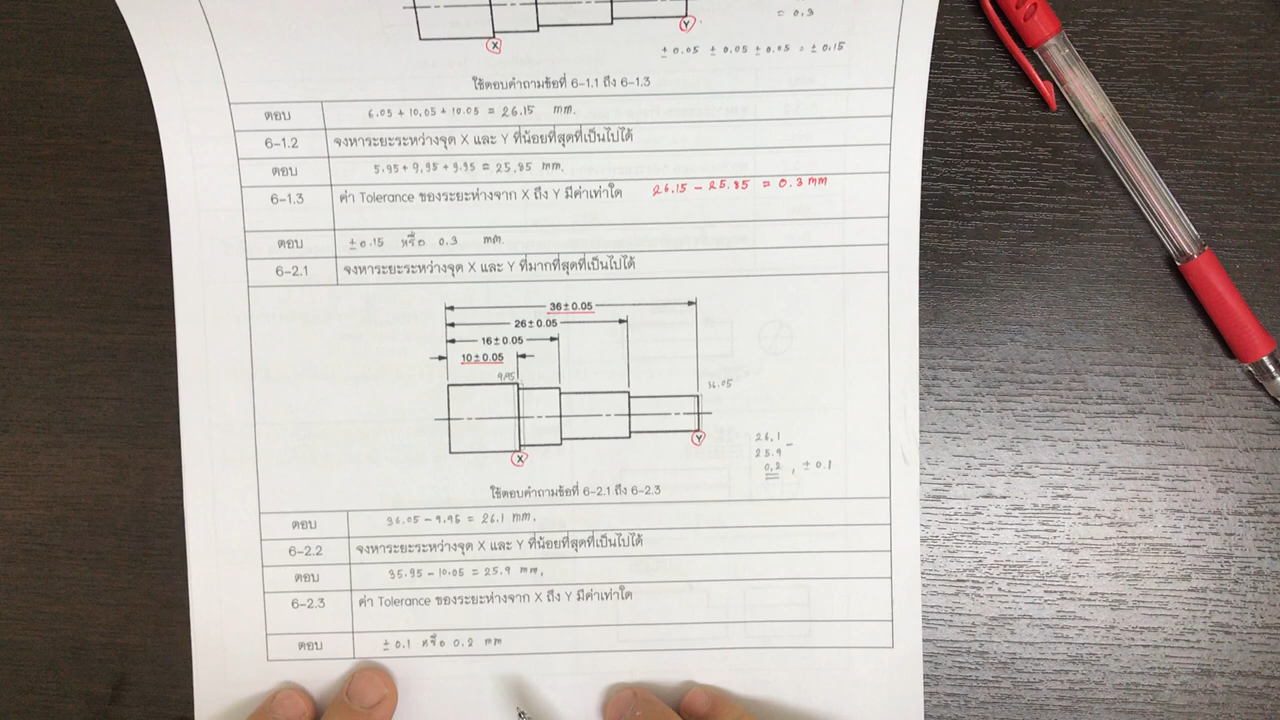 = 0.3
X
Y
± 0.05 ± 0.05 ± 0.05 = ± 0.15
ใช้ตอบคำถามข้อที่ 6-1.1 ถึง 6-1.3
ตอบ 6.05 + 10.05 + 10.05 = 26.15 mm.
6-1.2 จงหาระยะระหว่างจุด X และ Y ที่น้อยที่สุดที่เป็นไปได้
ตอบ 5.95 + 9.95 + 9.95 = 25.85 mm.
6-1.3 ค่า Tolerance ของระยะห่างจาก X ถึง Y มีค่าเท่าใด 26.15 - 25.85 = 0.3 mm
ตอบ ±0.15 หรือ 0.3 mm.
6-2.1 จงหาระยะระหว่างจุด X และ Y ที่มากที่สุดที่เป็นไปได้
36±0.05
26±0.05
16±0.05
10±0.05
9.95
36.05
X
Y
26.1 -
25.9
0.2 , ± 0.1
ใช้ตอบคำถามข้อที่ 6-2.1 ถึง 6-2.3
ตอบ 36.05 - 9.95 = 26.1 mm.
6-2.2 จงหาระยะระหว่างจุด X และ Y ที่น้อยที่สุดที่เป็นไปได้
ตอบ 35.95 - 10.05 = 25.9 mm.
6-2.3 ค่า Tolerance ของระยะห่างจาก X ถึง Y มีค่าเท่าใด
ตอบ ± 0.1 หรือ 0.2 mm